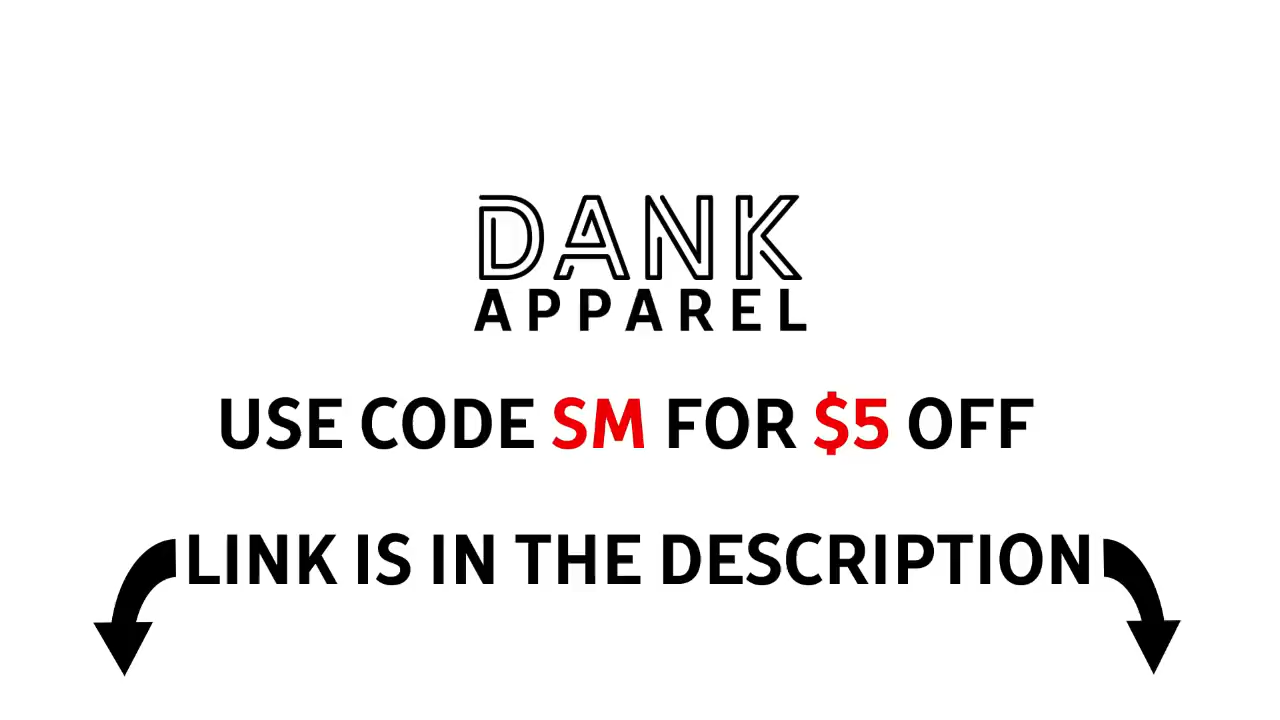 DANK
APPAREL
USE CODE SM FOR $5 OFF
LINK IS IN THE DESCRIPTION